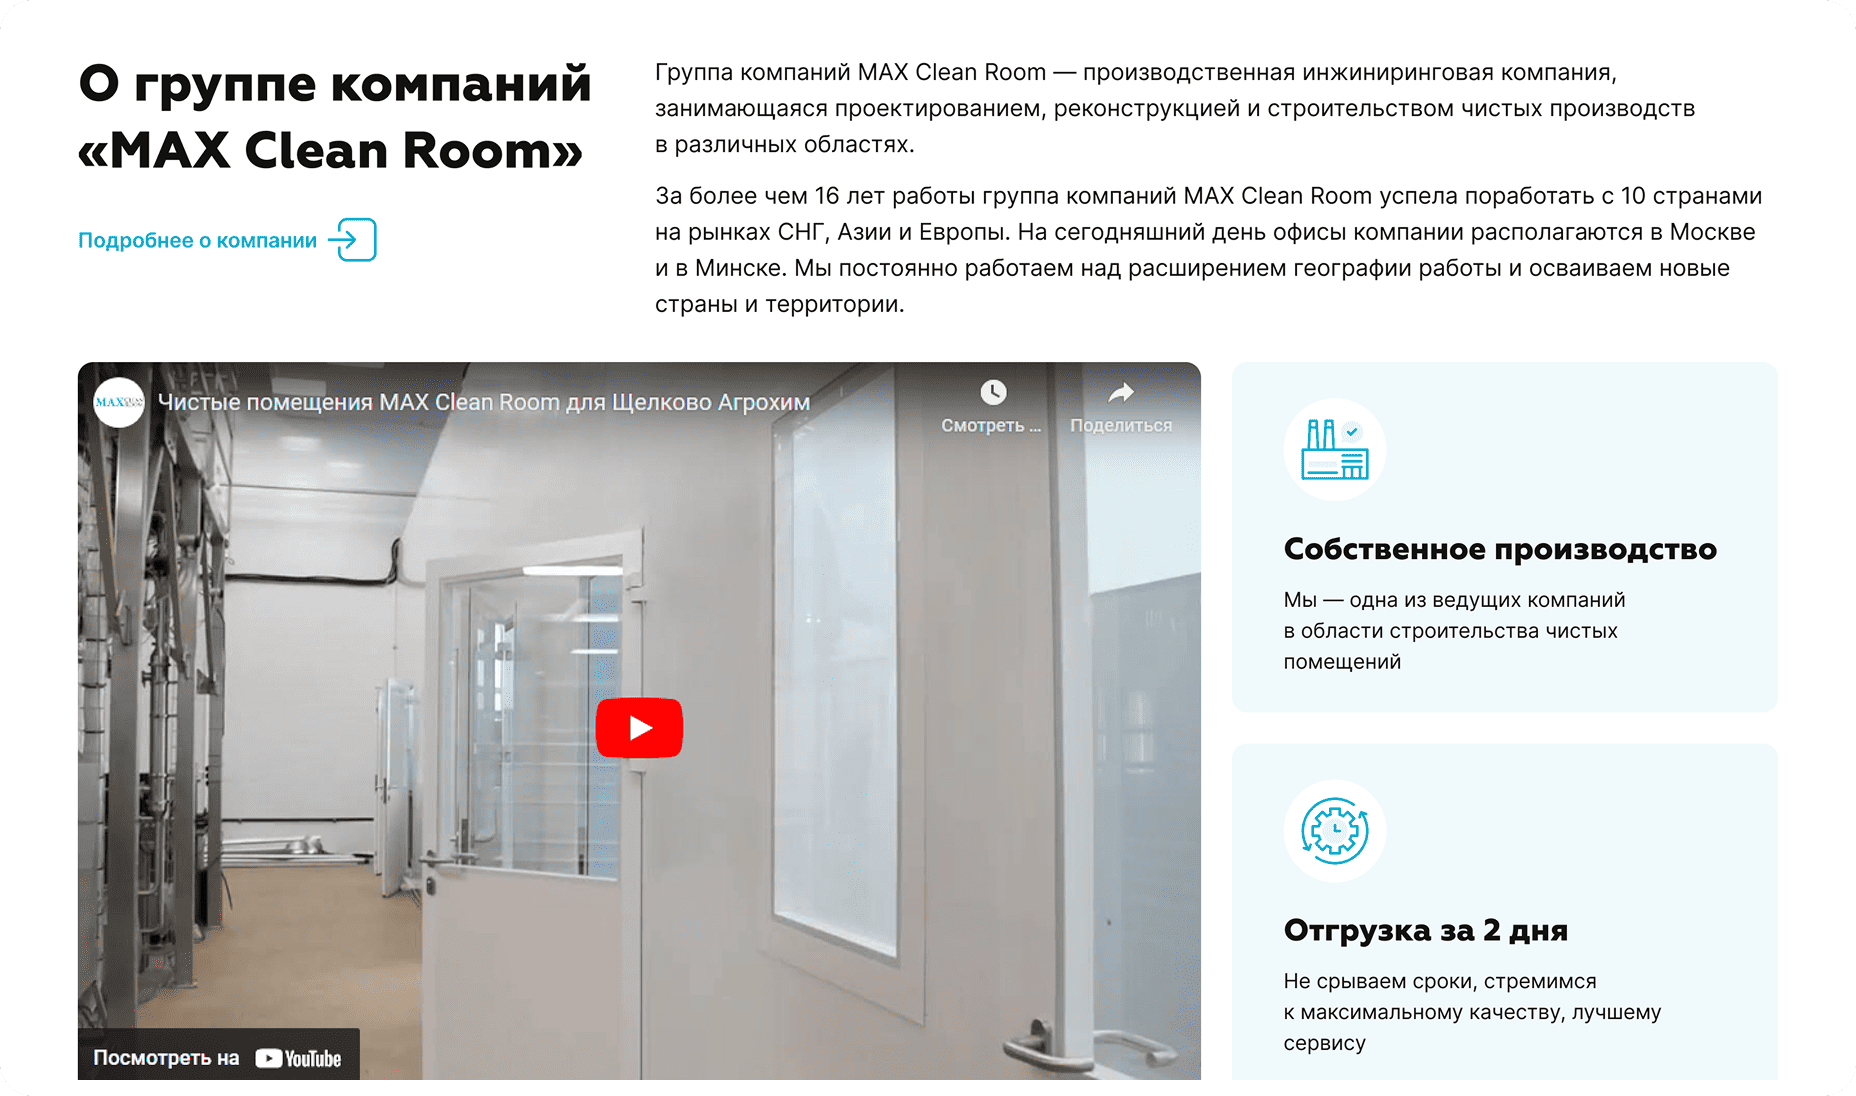 О группе компаний
«MAX Clean Room»
Подробнее о компании
Группа компаний MAX Clean Room — производственная инжиниринговая компания,
занимающаяся проектированием, реконструкцией и строительством чистых производств
в различных областях.
За более чем 16 лет работы группа компаний MAX Clean Room успела поработать с 10 странами
на рынках СНГ, Азии и Европы. На сегодняшний день офисы компании располагаются в Москве
и в Минске. Мы постоянно работаем над расширением географии работы и осваиваем новые
страны и территории.
MAX CLEAN ROOM
Чистые помещения MAX Clean Room для Щелково Агрохим
Смотреть ...
Поделиться
Посмотреть на YouTube
Собственное производство
Мы — одна из ведущих компаний
в области строительства чистых
помещений
Отгрузка за 2 дня
Не срываем сроки, стремимся
к максимальному качеству, лучшему
сервису